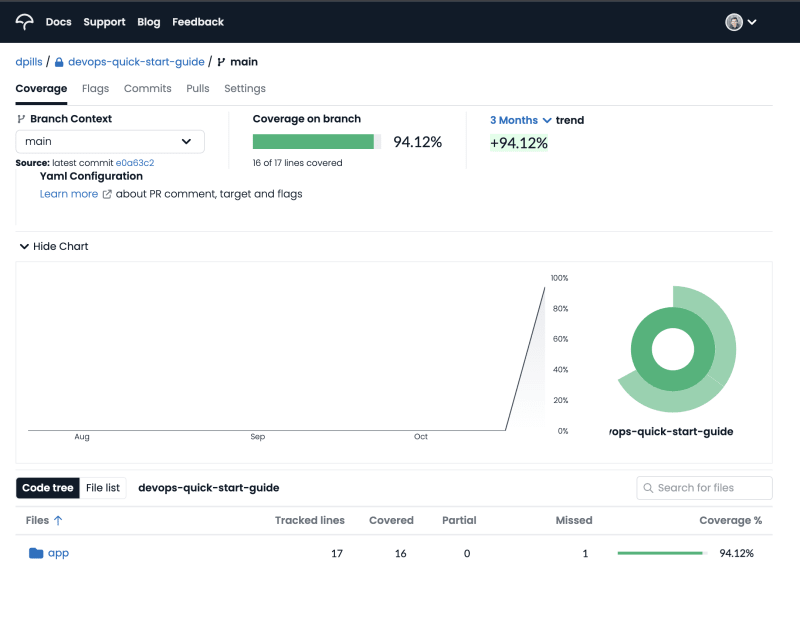 Docs Support Blog Feedback
dpills / devops-quick-start-guide / main
Coverage Flags Commits Pulls Settings
Branch Context
main
Source: latest commit e0a63c2
Coverage on branch
94.12%
16 of 17 lines covered
3 Months trend
+94.12%
Yaml Configuration
Learn more about PR comment, target and flags
Hide Chart
100%
80%
60%
40%
20%
0%
Aug Sep Oct
vops-quick-start-guide
Code tree File list devops-quick-start-guide
Search for files
Files Tracked lines Covered Partial Missed Coverage %
app 17 16 0 1 94.12%